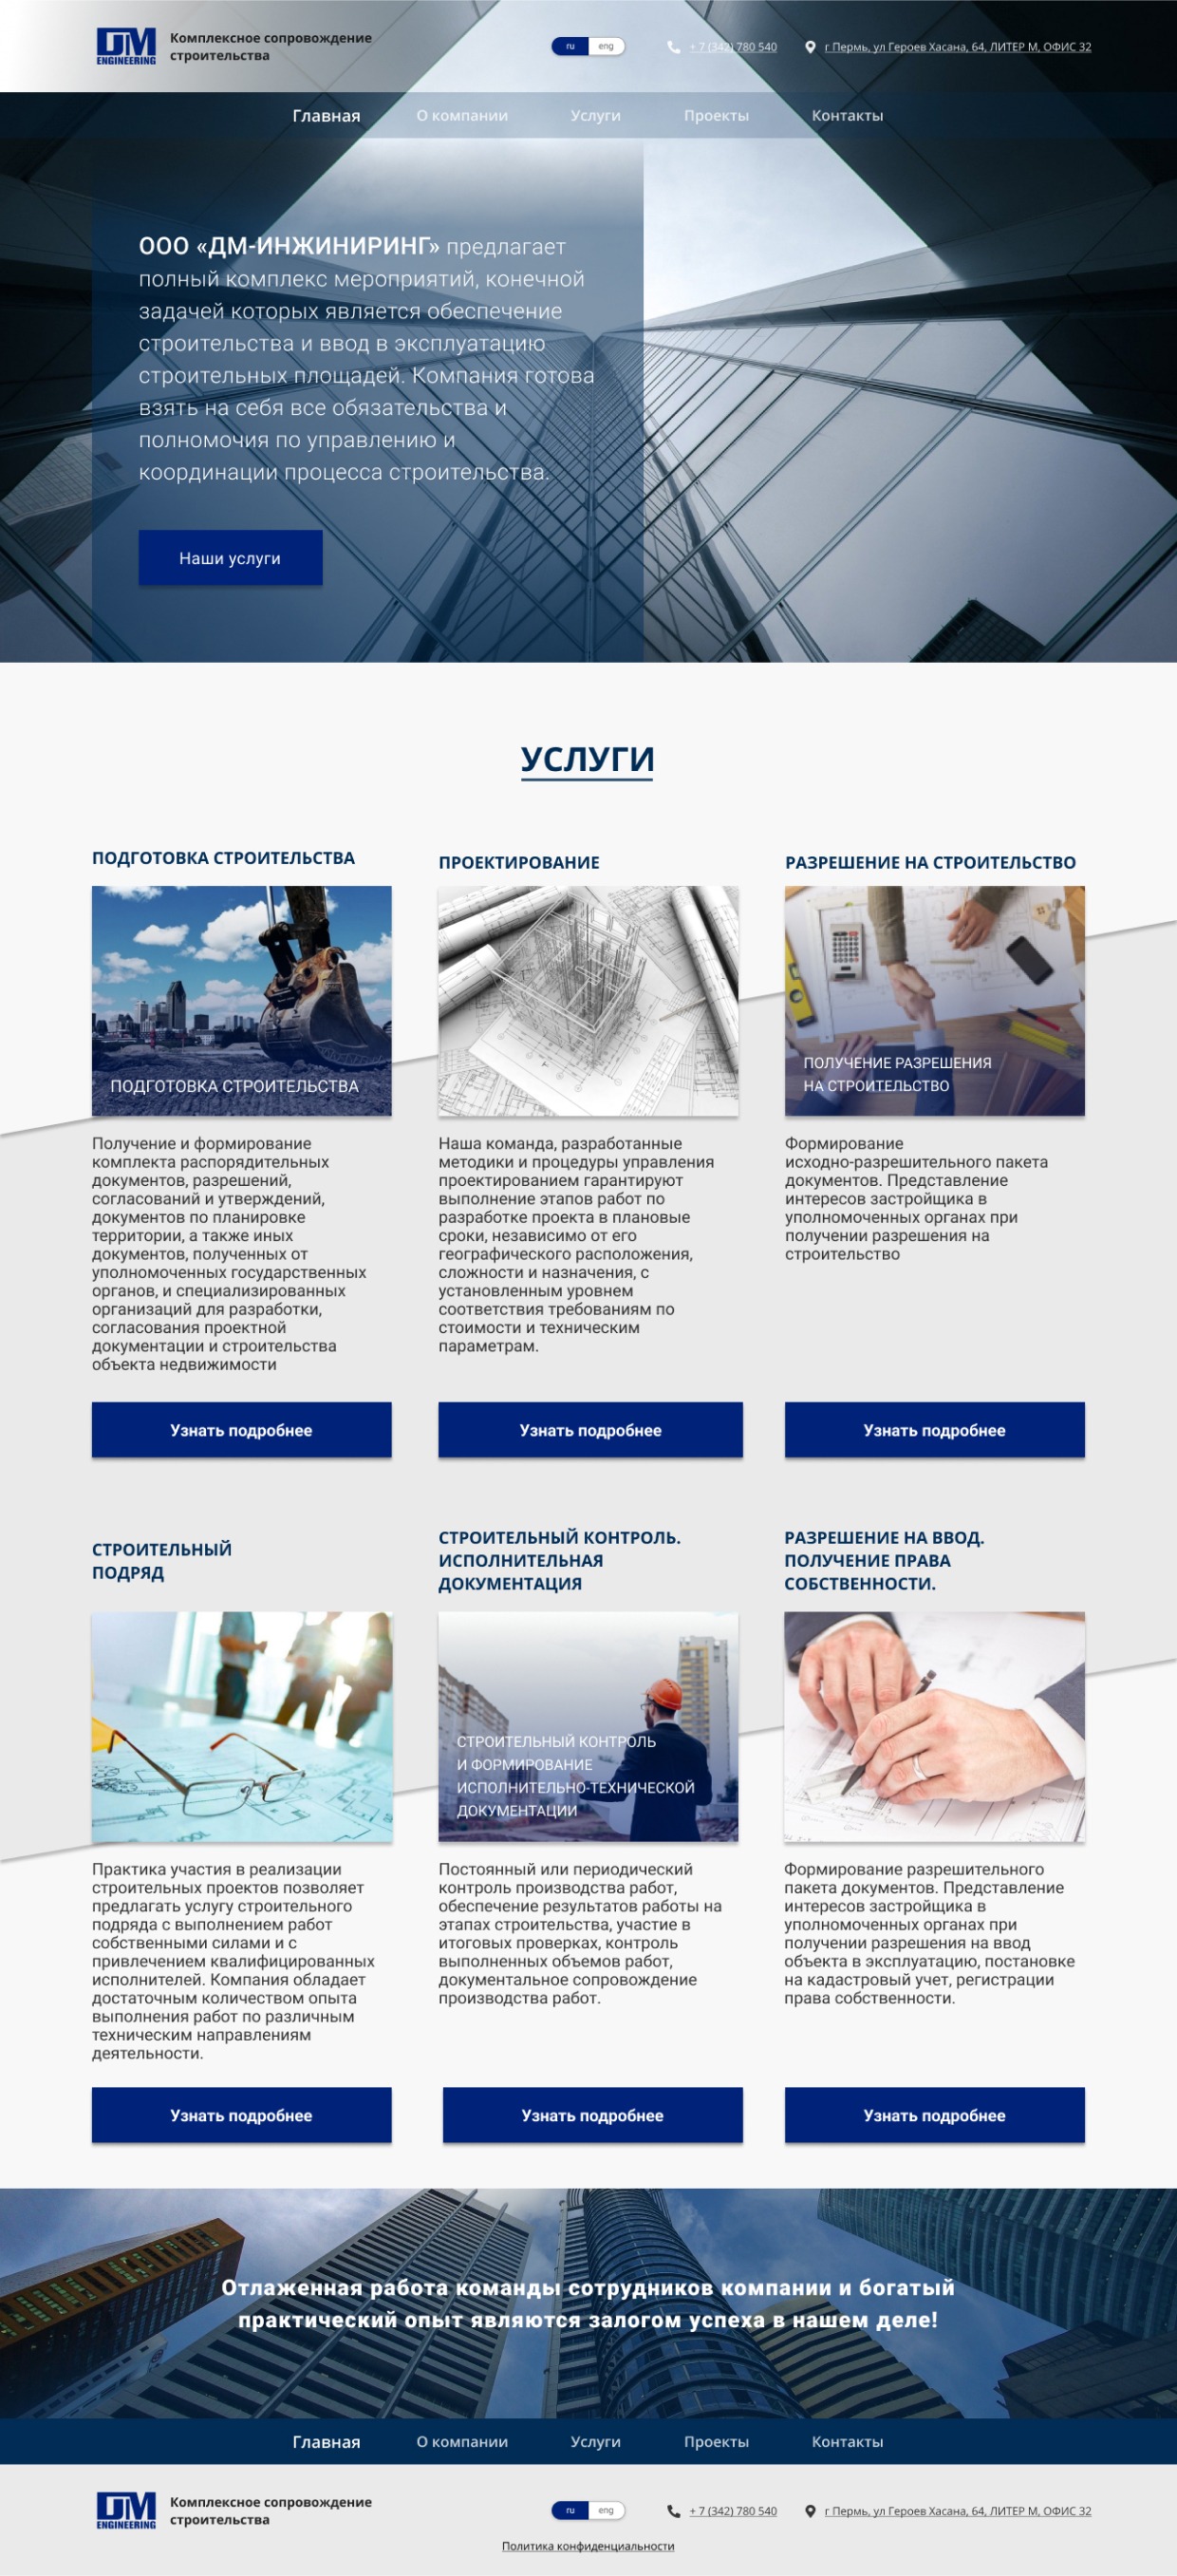 DM
ENGINEERING
Комплексное сопровождение
строительства
ru
eng
+ 7 (342) 780 540
г Пермь, ул Героев Хасана, 64, ЛИТЕР М, ОФИС 32
Главная
О компании
Услуги
Проекты
Контакты
ООО «ДМ-ИНЖИНИРИНГ» предлагает
полный комплекс мероприятий, конечной
задачей которых является обеспечение
строительства и ввод в эксплуатацию
строительных площадей. Компания готова
взять на себя все обязательства и
полномочия по управлению и
координации процесса строительства.
Наши услуги
УСЛУГИ
ПОДГОТОВКА СТРОИТЕЛЬСТВА
ПОДГОТОВКА СТРОИТЕЛЬСТВА
Получение и формирование
комплекта распорядительных
документов, разрешений,
согласований и утверждений,
документов по планировке
территории, а также иных
документов, полученных от
уполномоченных государственных
органов, и специализированных
организаций для разработки,
согласования проектной
документации и строительства
объекта недвижимости
Узнать подробнее
ПРОЕКТИРОВАНИЕ
Наша команда, разработанные
методики и процедуры управления
проектированием гарантируют
выполнение этапов работ по
разработке проекта в плановые
сроки, независимо от его
географического расположения,
сложности и назначения, с
установленным уровнем
соответствия требованиям по
стоимости и техническим
параметрам.
Узнать подробнее
РАЗРЕШЕНИЕ НА СТРОИТЕЛЬСТВО
ПОЛУЧЕНИЕ РАЗРЕШЕНИЯ
НА СТРОИТЕЛЬСТВО
Формирование
исходно-разрешительного пакета
документов. Представление
интересов застройщика в
уполномоченных органах при
получении разрешения на
строительство
Узнать подробнее
СТРОИТЕЛЬНЫЙ
ПОДРЯД
Практика участия в реализации
строительных проектов позволяет
предлагать услугу строительного
подряда с выполнением работ
собственными силами и с
привлечением квалифицированных
исполнителей. Компания обладает
достаточным количеством опыта
выполнения работ по различным
техническим направлениям
деятельности.
Узнать подробнее
СТРОИТЕЛЬНЫЙ КОНТРОЛЬ.
ИСПОЛНИТЕЛЬНАЯ
ДОКУМЕНТАЦИЯ
СТРОИТЕЛЬНЫЙ КОНТРОЛЬ
И ФОРМИРОВАНИЕ
ИСПОЛНИТЕЛЬНО-ТЕХНИЧЕСКОЙ
ДОКУМЕНТАЦИИ
Постоянный или периодический
контроль производства работ,
обеспечение результатов работы на
этапах строительства, участие в
итоговых проверках, контроль
выполненных объемов работ,
документальное сопровождение
производства работ.
Узнать подробнее
РАЗРЕШЕНИЕ НА ВВОД.
ПОЛУЧЕНИЕ ПРАВА
СОБСТВЕННОСТИ.
Формирование разрешительного
пакета документов. Представление
интересов застройщика в
уполномоченных органах при
получении разрешения на ввод
объекта в эксплуатацию, постановке
на кадастровый учет, регистрации
права собственности.
Узнать подробнее
Отлаженная работа команды сотрудников компании и богатый
практический опыт являются залогом успеха в нашем деле!
Главная
О компании
Услуги
Проекты
Контакты
DM
ENGINEERING
Комплексное сопровождение
строительства
ru
eng
+ 7 (342) 780 540
г Пермь, ул Героев Хасана, 64, ЛИТЕР М, ОФИС 32
Политика конфиденциальности